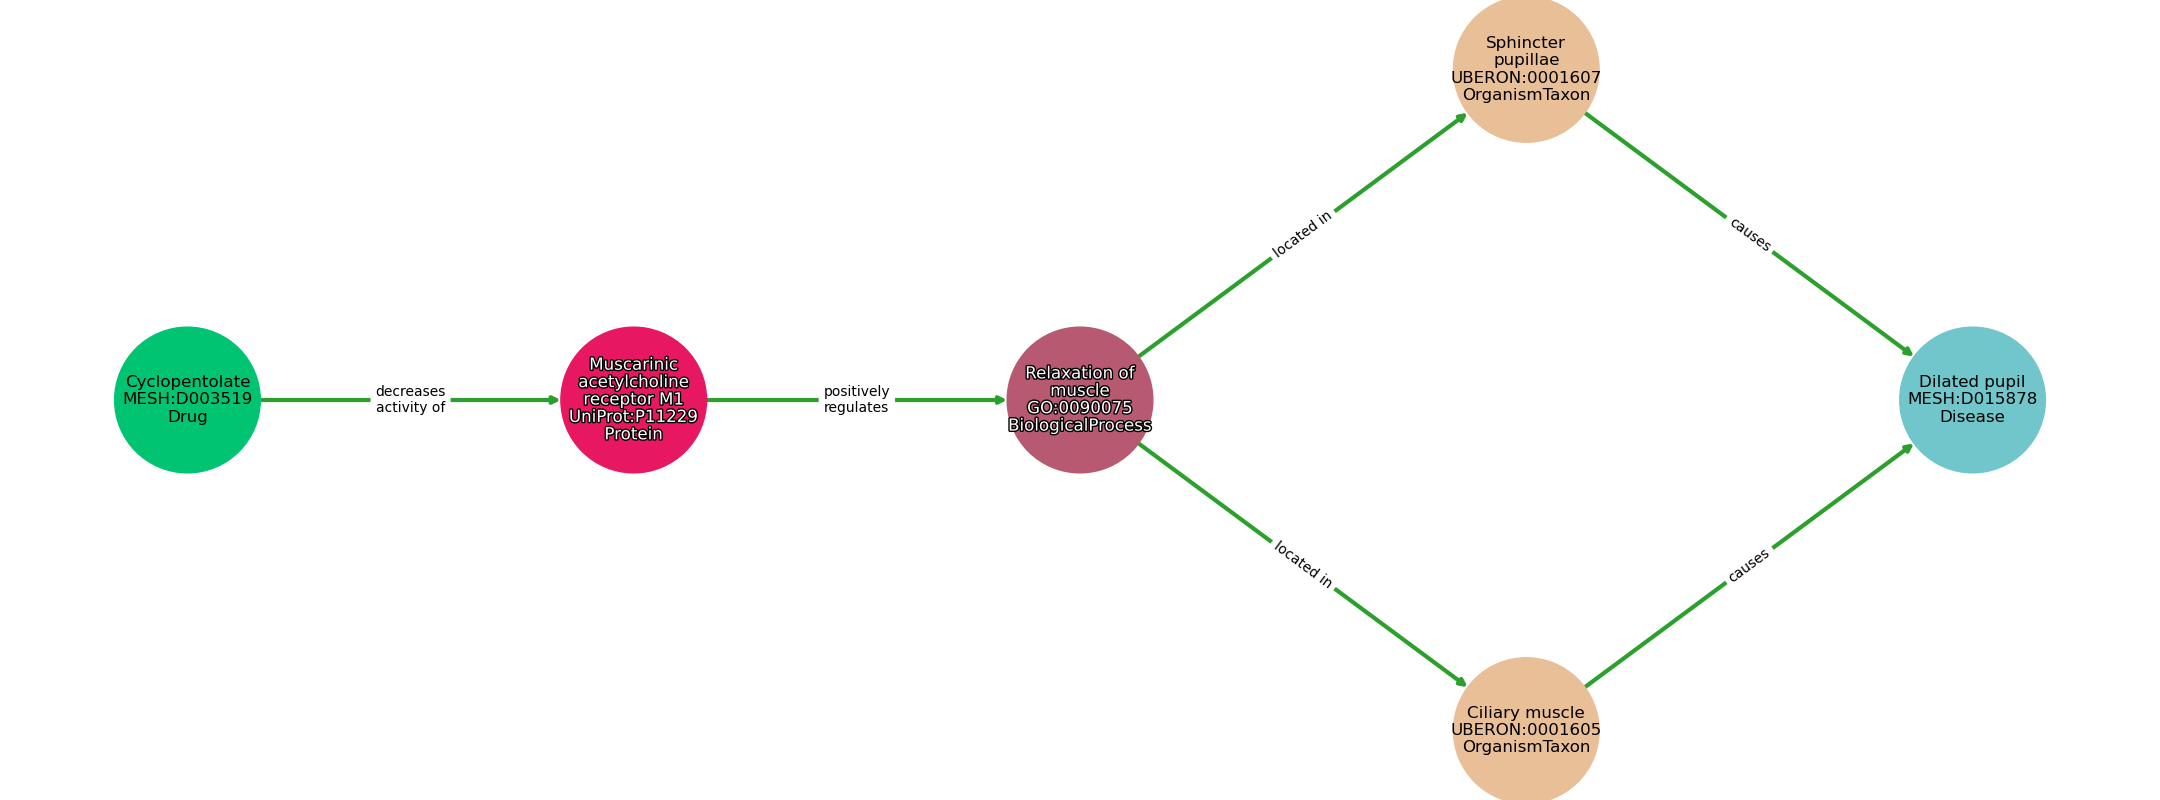 Sphincter
pupillae
UBERON:0001607
OrganismTaxon
located in
causes
Cyclopentolate
MESH:D003519
Drug
decreases
activity of
Muscarinic
acetylcholine
receptor M1
UniProt:P11229
Protein
positively
regulates
Relaxation of
muscle
GO:0090075
BiologicalProcess
Dilated pupil
MESH:D015878
Disease
located in
causes
Ciliary muscle
UBERON:0001605
OrganismTaxon